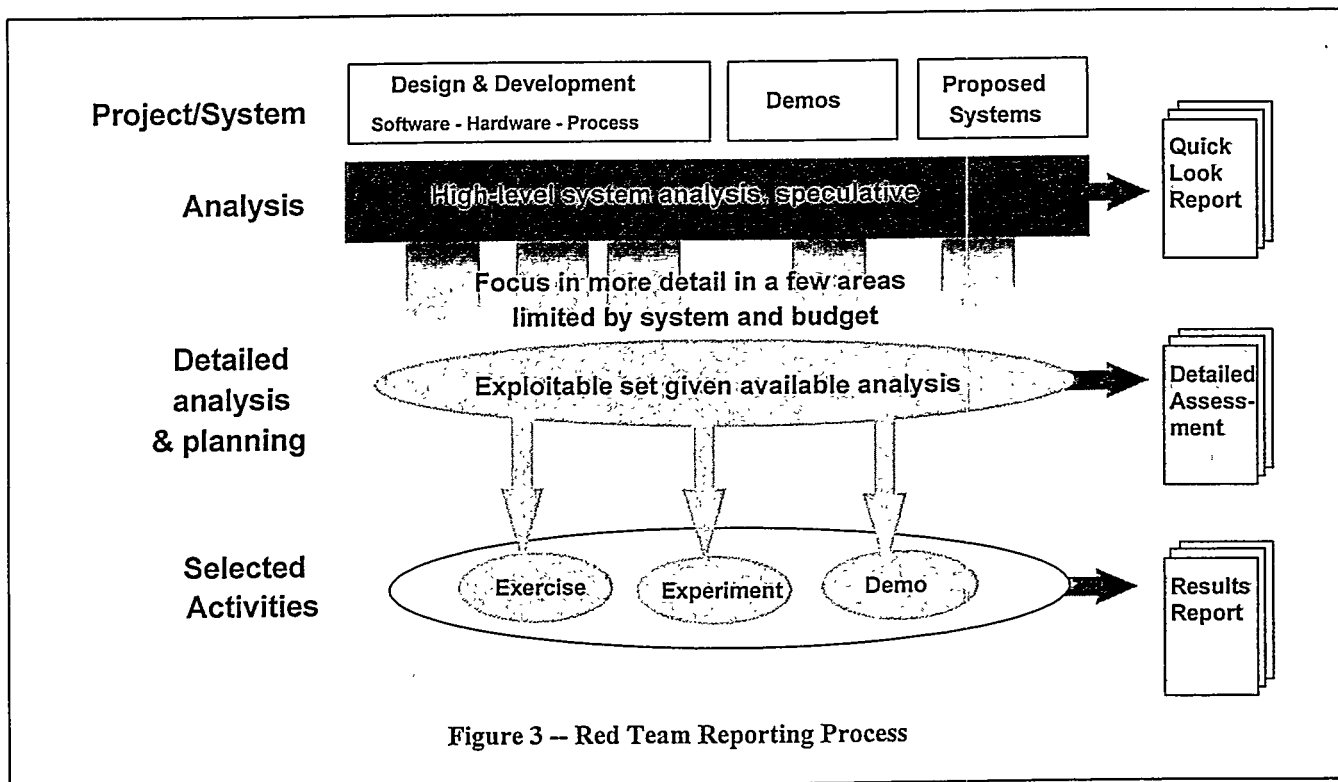 Project/System
Design & Development
Software - Hardware - Process
Demos
Proposed
Systems
Quick
Look
Report
Analysis
High-level system analysis, speculative
Focus in more detail in a few areas
limited by system and budget
Detailed
analysis
& planning
Exploitable set given available analysis
Detailed
Assess-
ment
Selected
Activities
Exercise
Experiment
Demo
Results
Report
Figure 3 -- Red Team Reporting Process